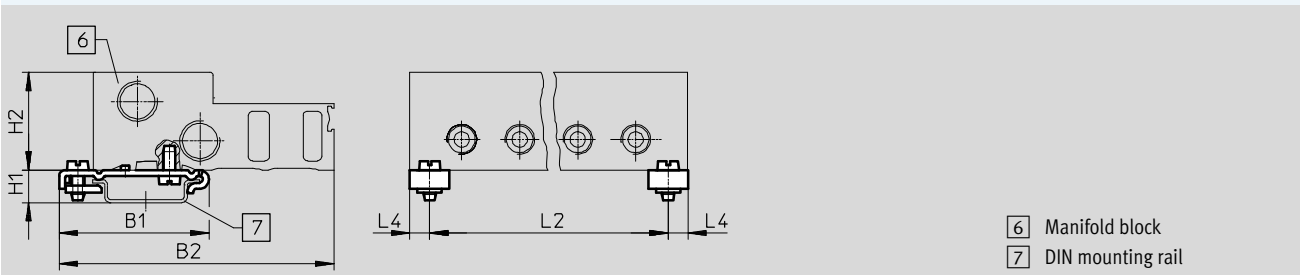 6
H2
H1
B1
7
B2
L4
L2
L4
6 Manifold block
7 DIN mounting rail